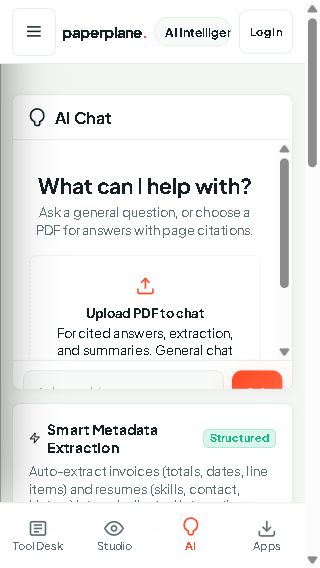 paperplane.
AI Intelliger
Log In
AI Chat
What can I help with?
Ask a general question, or choose a
PDF for answers with page citations.
Upload PDF to chat
For cited answers, extraction,
and summaries. General chat
Smart Metadata
Extraction
Structured
Auto-extract invoices (totals, dates, line
items) and resumes (skills, contact,
Tool Desk
Studio
AI
Apps